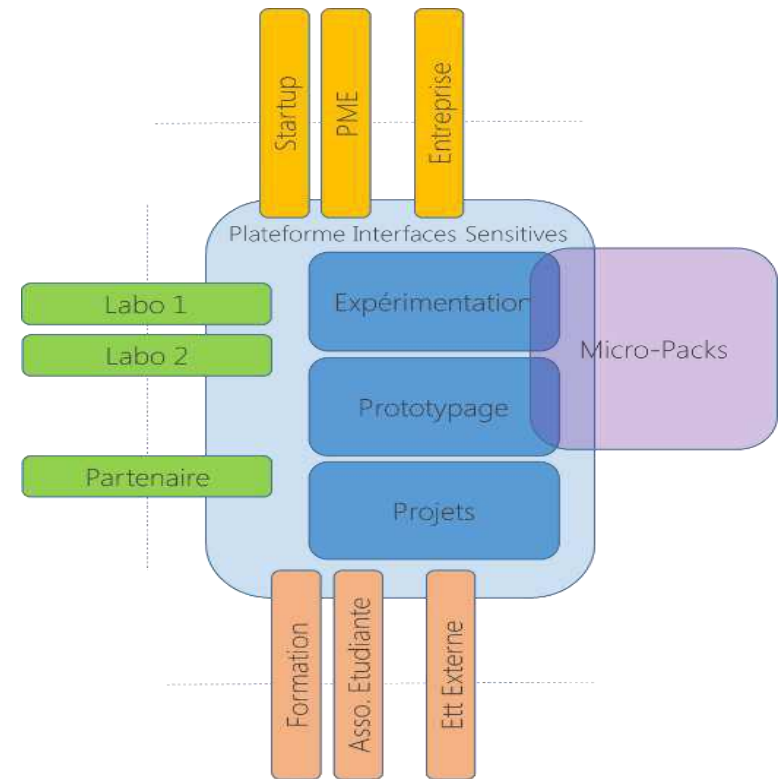 Startup
PME
Entreprise
Plateforme Interfaces Sensitives
Labo 1
Labo 2
Partenaire
Expérimentation
Prototypage
Projets
Micro-Packs
Formation
Asso. Etudiante
Ett Externe